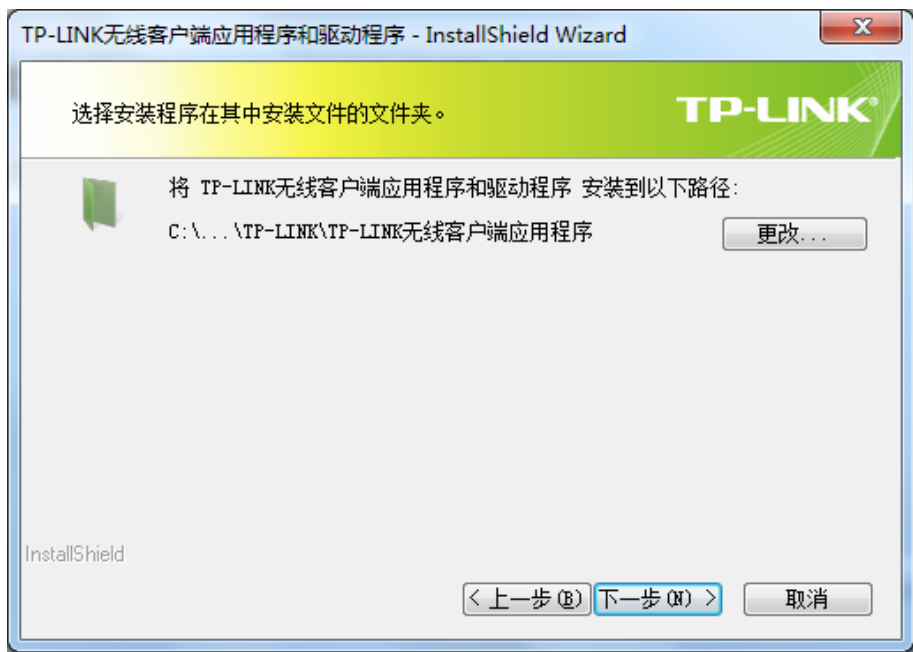 TP-LINK无线客户端应用程序和驱动程序 - InstallShield Wizard
选择安装程序在其中安装文件的文件夹。
TP-LINK®
将 TP-LINK无线客户端应用程序和驱动程序 安装到以下路径:
C:\...\TP-LINK\TP-LINK无线客户端应用程序
更改...
InstallShield
< 上一步(B) 下一步(N) > 取消